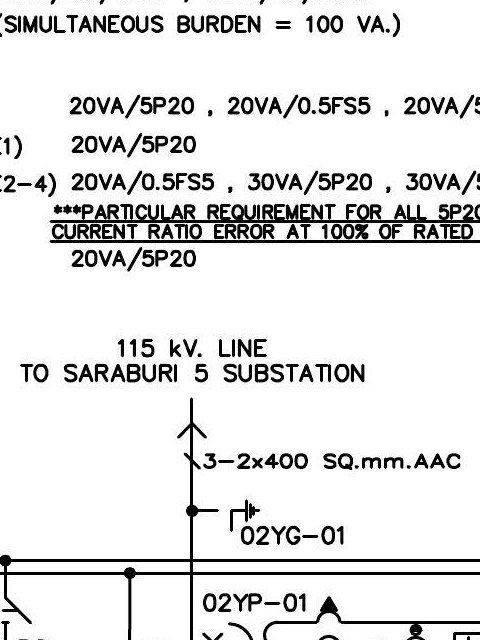 (SIMULTANEOUS BURDEN = 100 VA.)
20VA/5P20 , 20VA/0.5FS5 , 20VA/5
1) 20VA/5P20
(2-4) 20VA/0.5FS5 , 30VA/5P20 , 30VA/5
***PARTICULAR REQUIREMENT FOR ALL 5P20
CURRENT RATIO ERROR AT 100% OF RATED
20VA/5P20
115 kV. LINE
TO SARABURI 5 SUBSTATION
3-2x400 SQ.mm.AAC
02YG-01
02YP-01